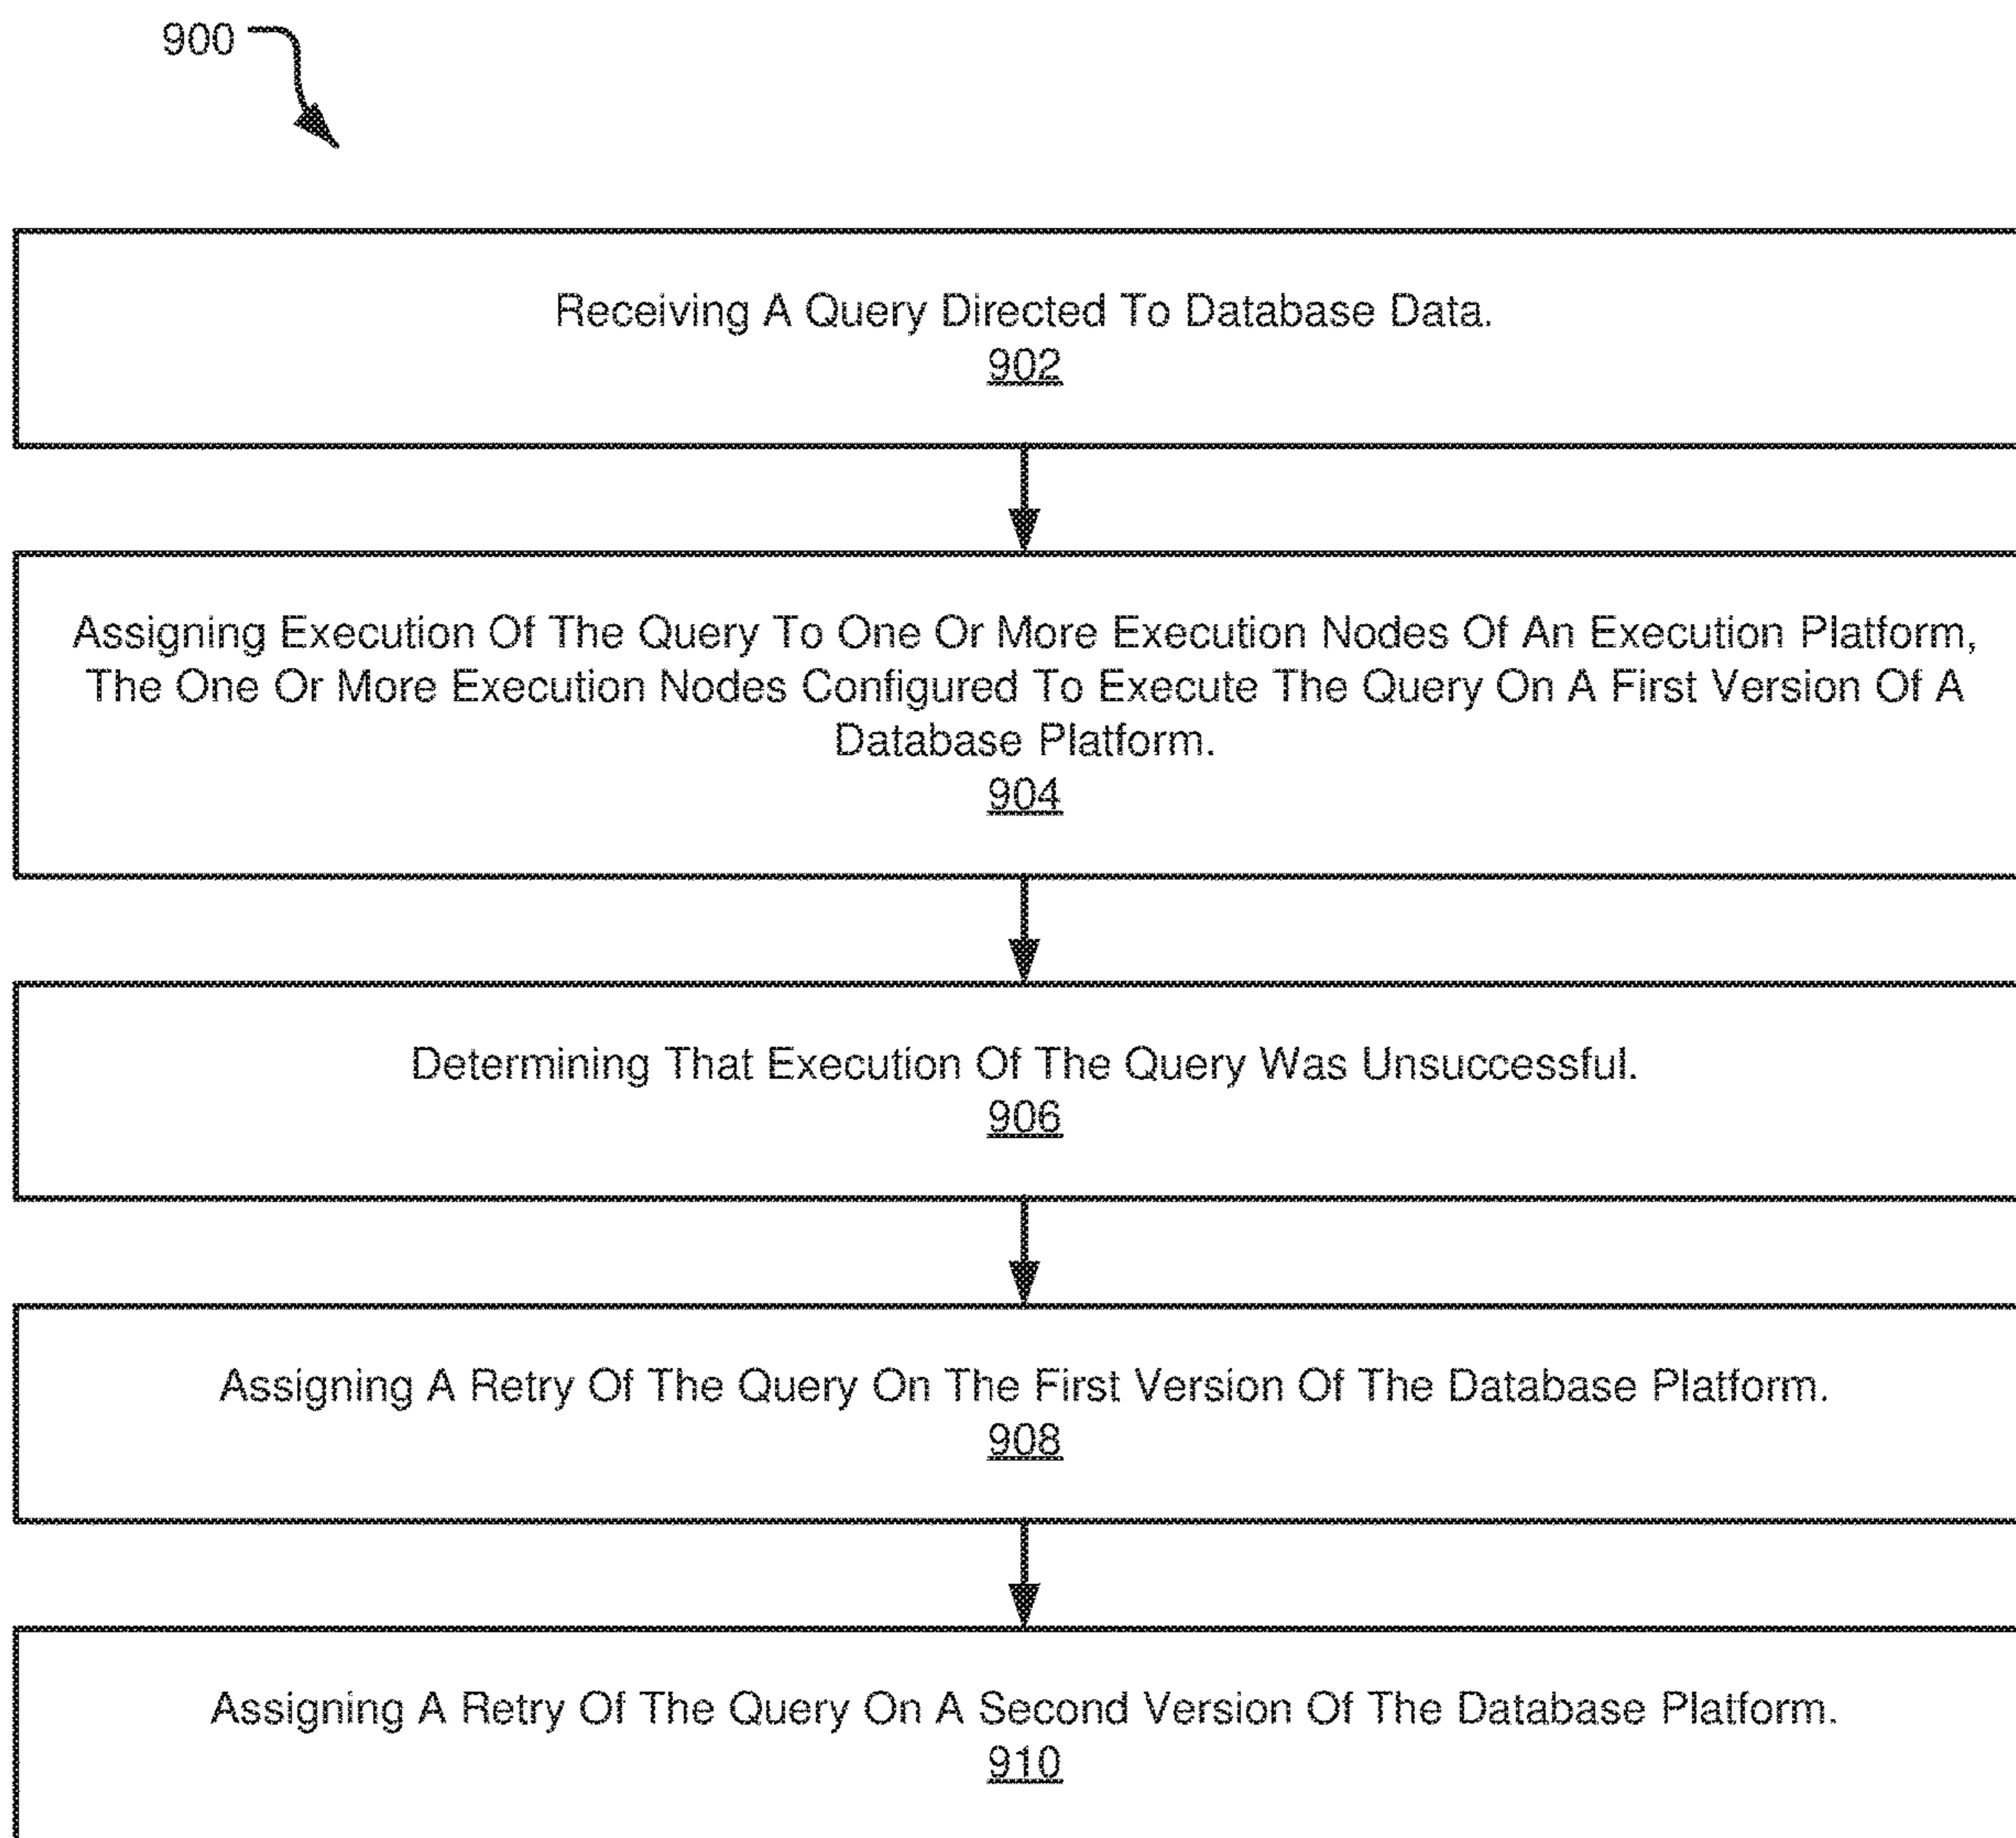 900
Receiving A Query Directed To Database Data.
902
Assigning Execution Of The Query To One Or More Execution Nodes Of An Execution Platform,
The One Or More Execution Nodes Configured To Execute The Query On A First Version Of A
Database Platform.
904
Determining That Execution Of The Query Was Unsuccessful.
906
Assigning A Retry Of The Query On The First Version Of The Database Platform.
908
Assigning A Retry Of The Query On A Second Version Of The Database Platform.
910